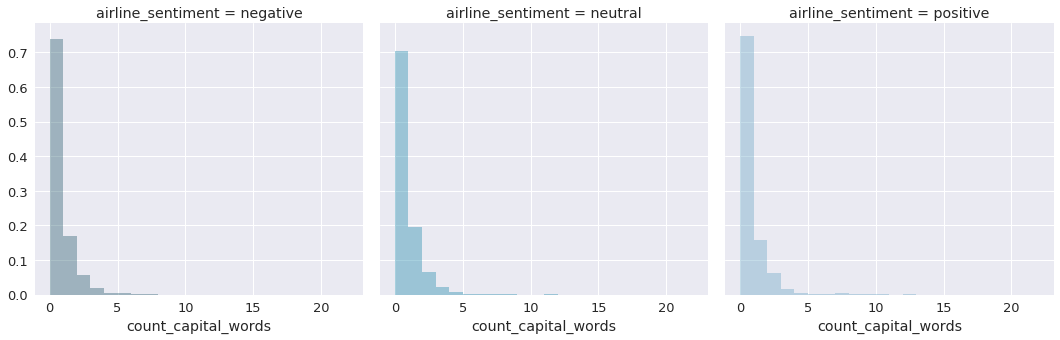 airline_sentiment = negative
airline_sentiment = neutral
airline_sentiment = positive
0.7
0.6
0.5
0.4
0.3
0.2
0.1
0.0
0 5 10 15 20
0 5 10 15 20
0 5 10 15 20
count_capital_words
count_capital_words
count_capital_words